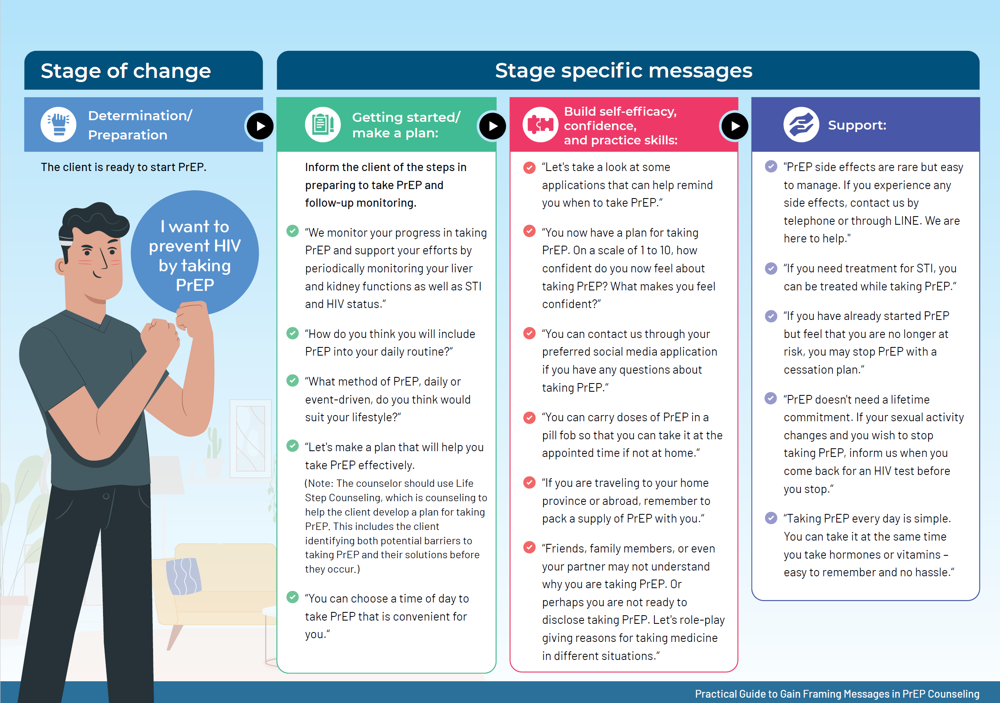 Stage of change
Stage specific messages
Determination/
Preparation
The client is ready to start PrEP.
I want to
prevent HIV
by taking
PrEP
Getting started/
make a plan:
Inform the client of the steps in
preparing to take PrEP and
follow-up monitoring.
“We monitor your progress in taking
PrEP and support your efforts by
periodically monitoring your liver
and kidney functions as well as STI
and HIV status.“
“How do you think you will include
PrEP into your daily routine?“
“What method of PrEP, daily or
event-driven, do you think would
suit your lifestyle?“
“Let's make a plan that will help you
take PrEP effectively.
(Note: The counselor should use Life
Step Counseling, which is counseling to
help the client develop a plan for taking
PrEP. This includes the client
identifying both potential barriers to
taking PrEP and their solutions before
they occur.)
“You can choose a time of day to
take PrEP that is convenient for
you.“
Build self-efficacy,
confidence,
and practice skills:
“Let's take a look at some
applications that can help remind
you when to take PrEP.“
“You now have a plan for taking
PrEP. On a scale of 1 to 10, how
confident do you now feel about
taking PrEP? What makes you feel
confident?”
“You can contact us through your
preferred social media application
if you have any questions about
taking PrEP.“
“You can carry doses of PrEP in a
pill fob so that you can take it at the
appointed time if not at home.“
“If you are traveling to your home
province or abroad, remember to
pack a supply of PrEP with you.“
“Friends, family members, or even
your partner may not understand
why you are taking PrEP. Or
perhaps you are not ready to
disclose taking PrEP. Let's role-play
giving reasons for taking medicine
in different situations.“
Support:
"PrEP side effects are rare but easy
to manage. If you experience any
side effects, contact us by
telephone or through LINE. We are
here to help."
“If you need treatment for STI, you
can be treated while taking PrEP.“
“If you have already started PrEP
but feel that you are no longer at
risk, you may stop PrEP with a
cessation plan.“
“PrEP doesn't need a lifetime
commitment. If your sexual activity
changes and you wish to stop
taking PrEP, inform us when you
come back for an HIV test before
you stop.“
“Taking PrEP every day is simple.
You can take it at the same time
you take hormones or vitamins –
easy to remember and no hassle.“
Practical Guide to Gain Framing Messages in PrEP Counseling